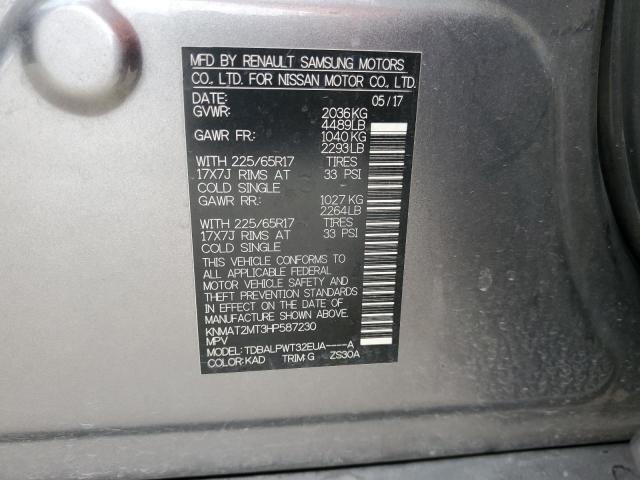 MFD BY RENAULT SAMSUNG MOTORS
CO., LTD. FOR NISSAN MOTOR CO., LTD.
DATE: 05/17
GVWR: 2036KG
4489LB
GAWR FR: 1040KG
2293LB
WITH 225/65R17 TIRES
17X7J RIMS AT 33 PSI
COLD SINGLE
GAWR RR: 1027KG
2264LB
WITH 225/65R17 TIRES
17X7J RIMS AT 33 PSI
COLD SINGLE
THIS VEHICLE CONFORMS TO
ALL APPLICABLE FEDERAL
MOTOR VEHICLE SAFETY AND
THEFT PREVENTION STANDARDS
IN EFFECT ON THE DATE OF
MANUFACTURE SHOWN ABOVE.
KNMAT2MT3HP587230
MPV
MODEL: TDBALPWT32EUA----A
COLOR: KAD TRIM: G ZS30A